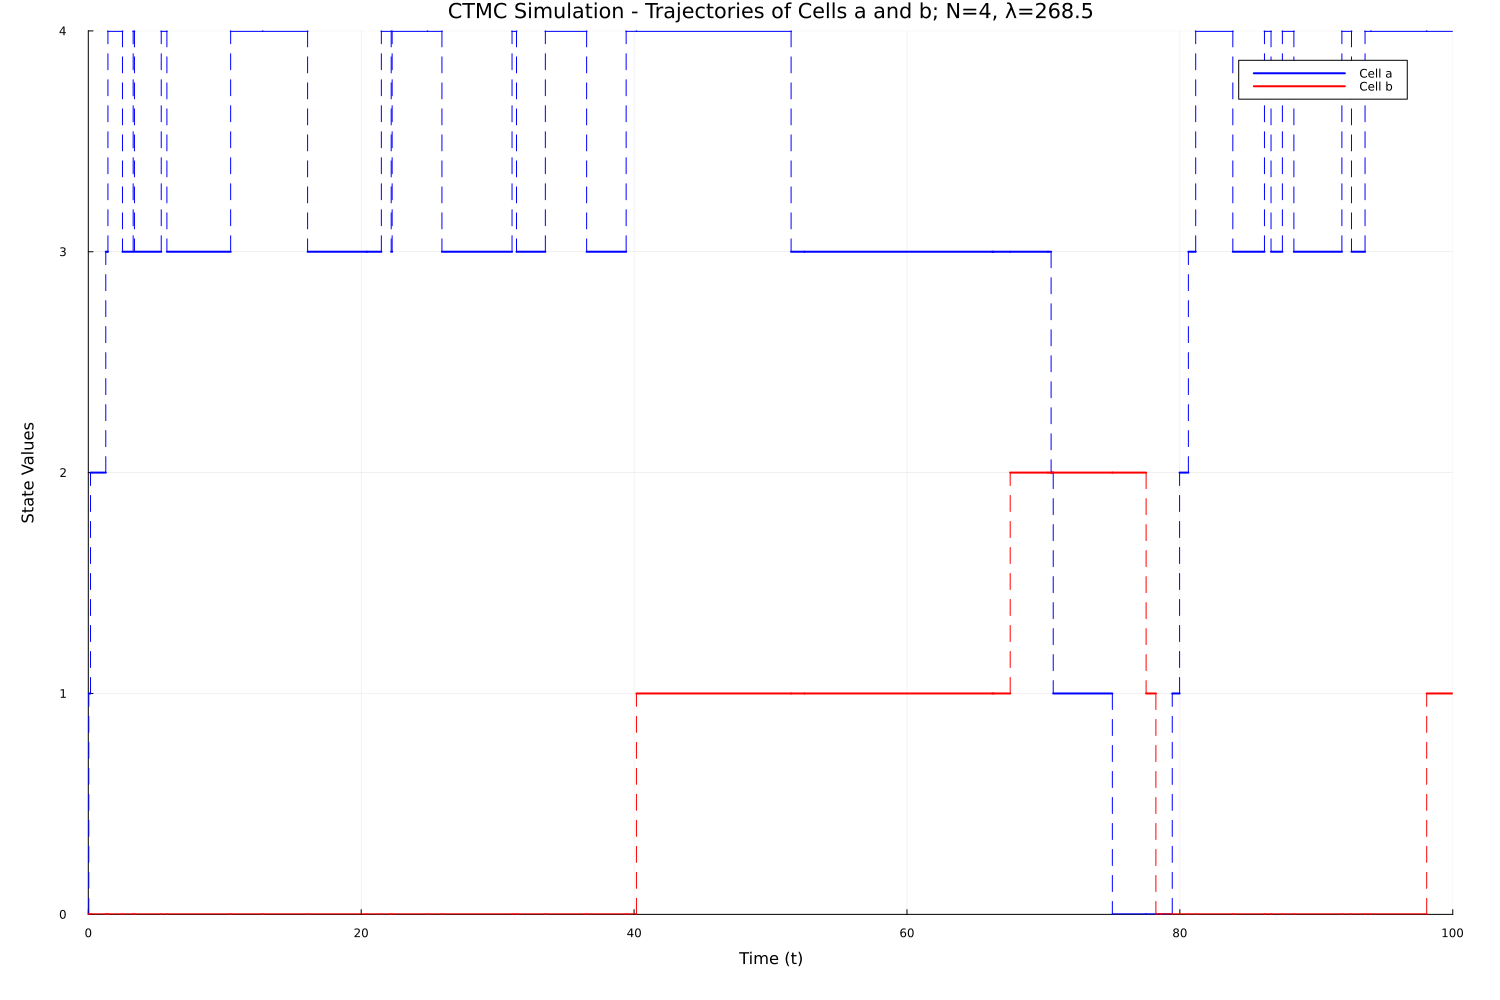 CTMC Simulation - Trajectories of Cells a and b; N=4, λ=268.5
4
Cell a
Cell b
3
State Values
2
1
0
0 20 40 60 80 100
Time (t)